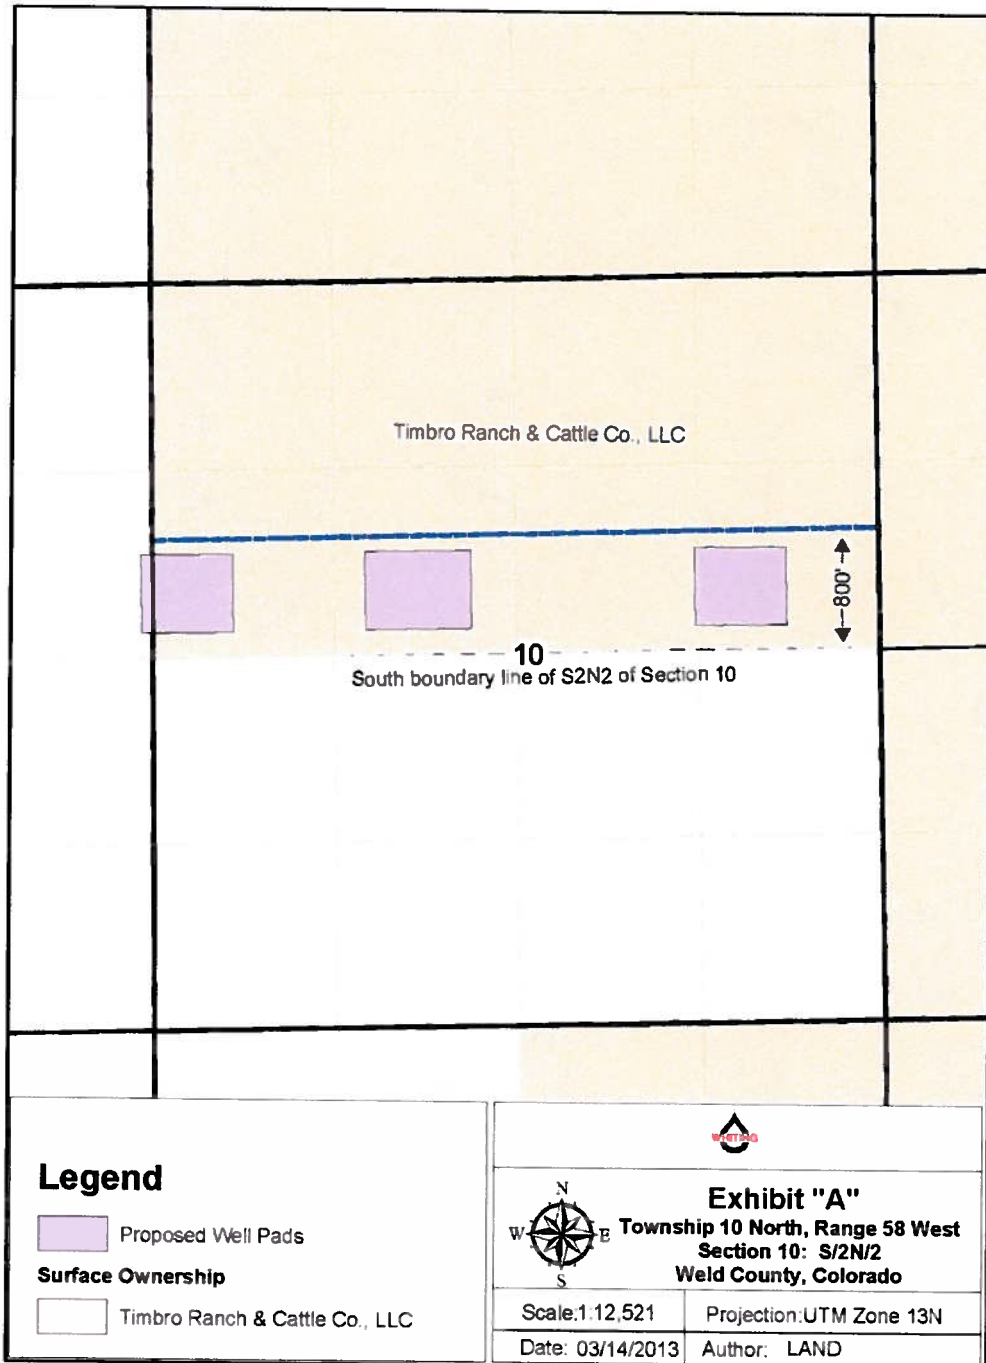 Timbro Ranch & Cattle Co., LLC
800'
10
South boundary line of S2N2 of Section 10
Legend
Proposed Well Pads
Surface Ownership
Timbro Ranch & Cattle Co., LLC
WHITING
N
W
E
S
Exhibit "A"
Township 10 North, Range 58 West
Section 10: S/2N/2
Weld County, Colorado
Scale:1:12,521
Projection:UTM Zone 13N
Date: 03/14/2013
Author: LAND